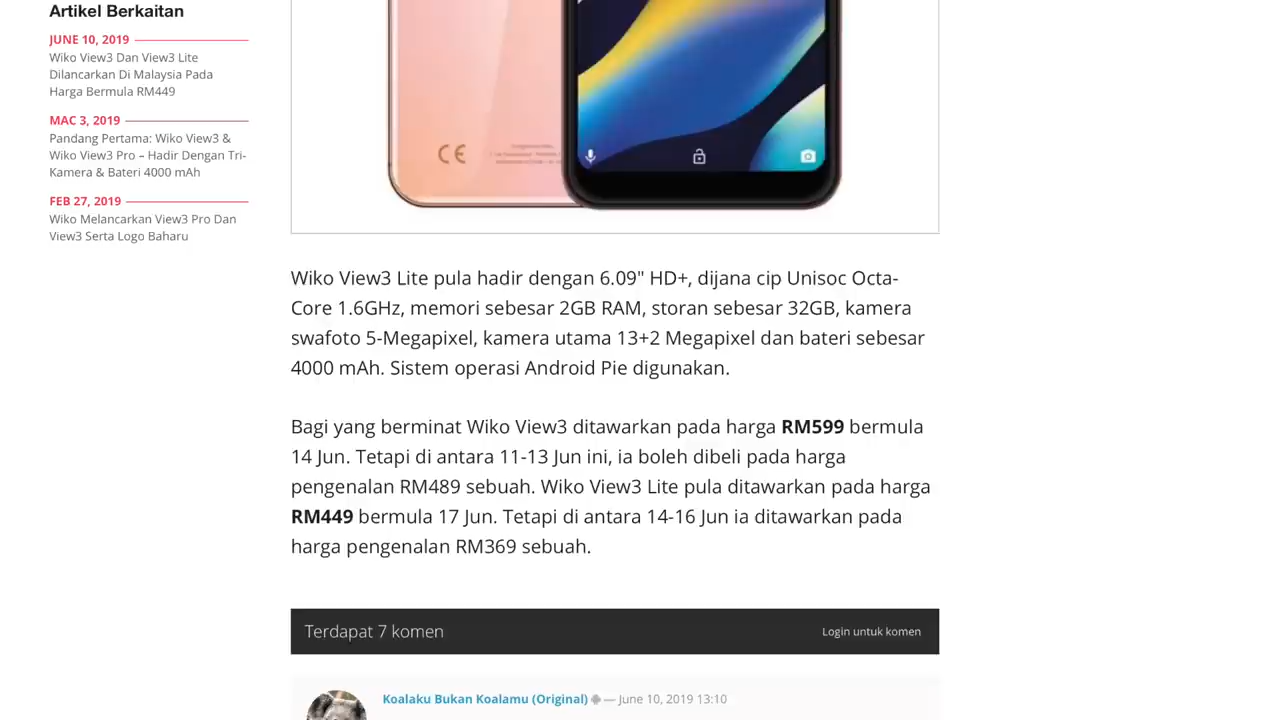 Artikel Berkaitan
JUNE 10, 2019
Wiko View3 Dan View3 Lite
Dilancarkan Di Malaysia Pada
Harga Bermula RM449
MAC 3, 2019
Pandang Pertama: Wiko View3 &
Wiko View3 Pro – Hadir Dengan Tri-
Kamera & Bateri 4000 mAh
FEB 27, 2019
Wiko Melancarkan View3 Pro Dan
View3 Serta Logo Baharu
CE
Wiko View3 Lite pula hadir dengan 6.09" HD+, dijana cip Unisoc Octa-
Core 1.6GHz, memori sebesar 2GB RAM, storan sebesar 32GB, kamera
swafoto 5-Megapixel, kamera utama 13+2 Megapixel dan bateri sebesar
4000 mAh. Sistem operasi Android Pie digunakan.
Bagi yang berminat Wiko View3 ditawarkan pada harga RM599 bermula
14 Jun. Tetapi di antara 11-13 Jun ini, ia boleh dibeli pada harga
pengenalan RM489 sebuah. Wiko View3 Lite pula ditawarkan pada harga
RM449 bermula 17 Jun. Tetapi di antara 14-16 Jun ia ditawarkan pada
harga pengenalan RM369 sebuah.
Terdapat 7 komen
Login untuk komen
Koalaku Bukan Koalamu (Original) — June 10, 2019 13:10